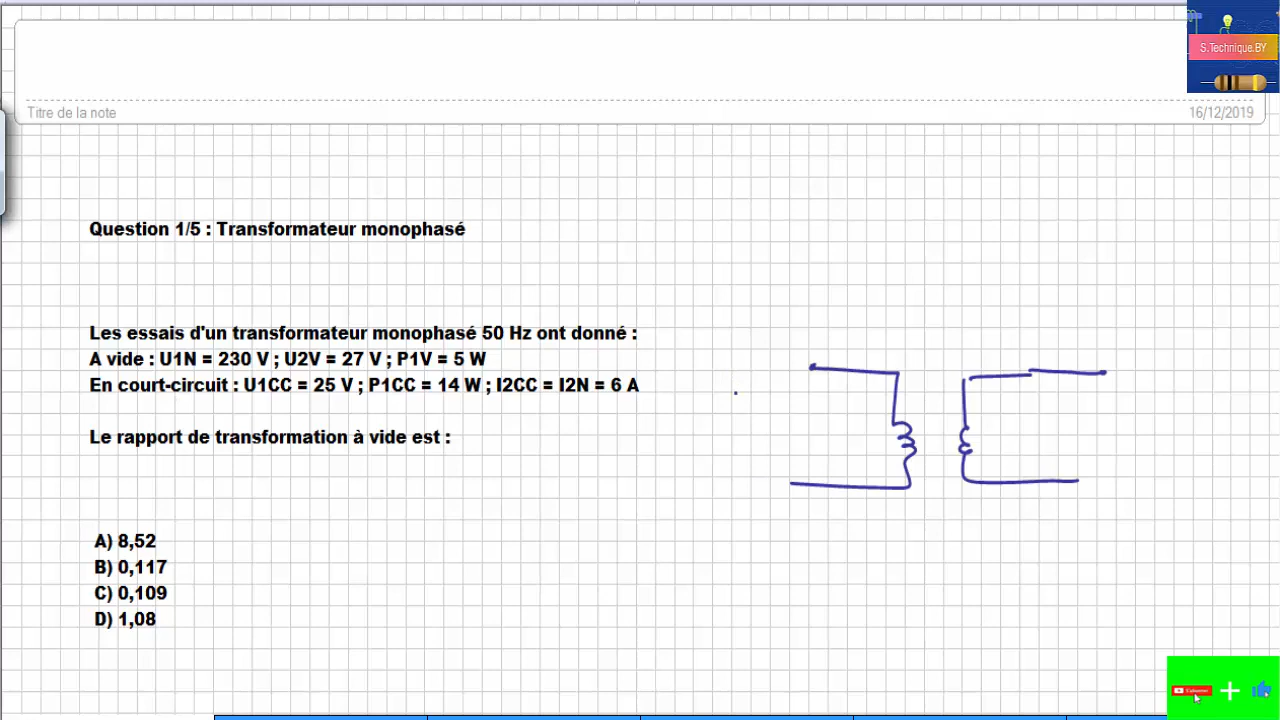 S.Technique.BY
Titre de la note
16/12/2019
Question 1/5 : Transformateur monophasé
Les essais d'un transformateur monophasé 50 Hz ont donné :
A vide : U1N = 230 V ; U2V = 27 V ; P1V = 5 W
En court-circuit : U1CC = 25 V ; P1CC = 14 W ; I2CC = I2N = 6 A
Le rapport de transformation à vide est :
A) 8,52
B) 0,117
C) 0,109
D) 1,08